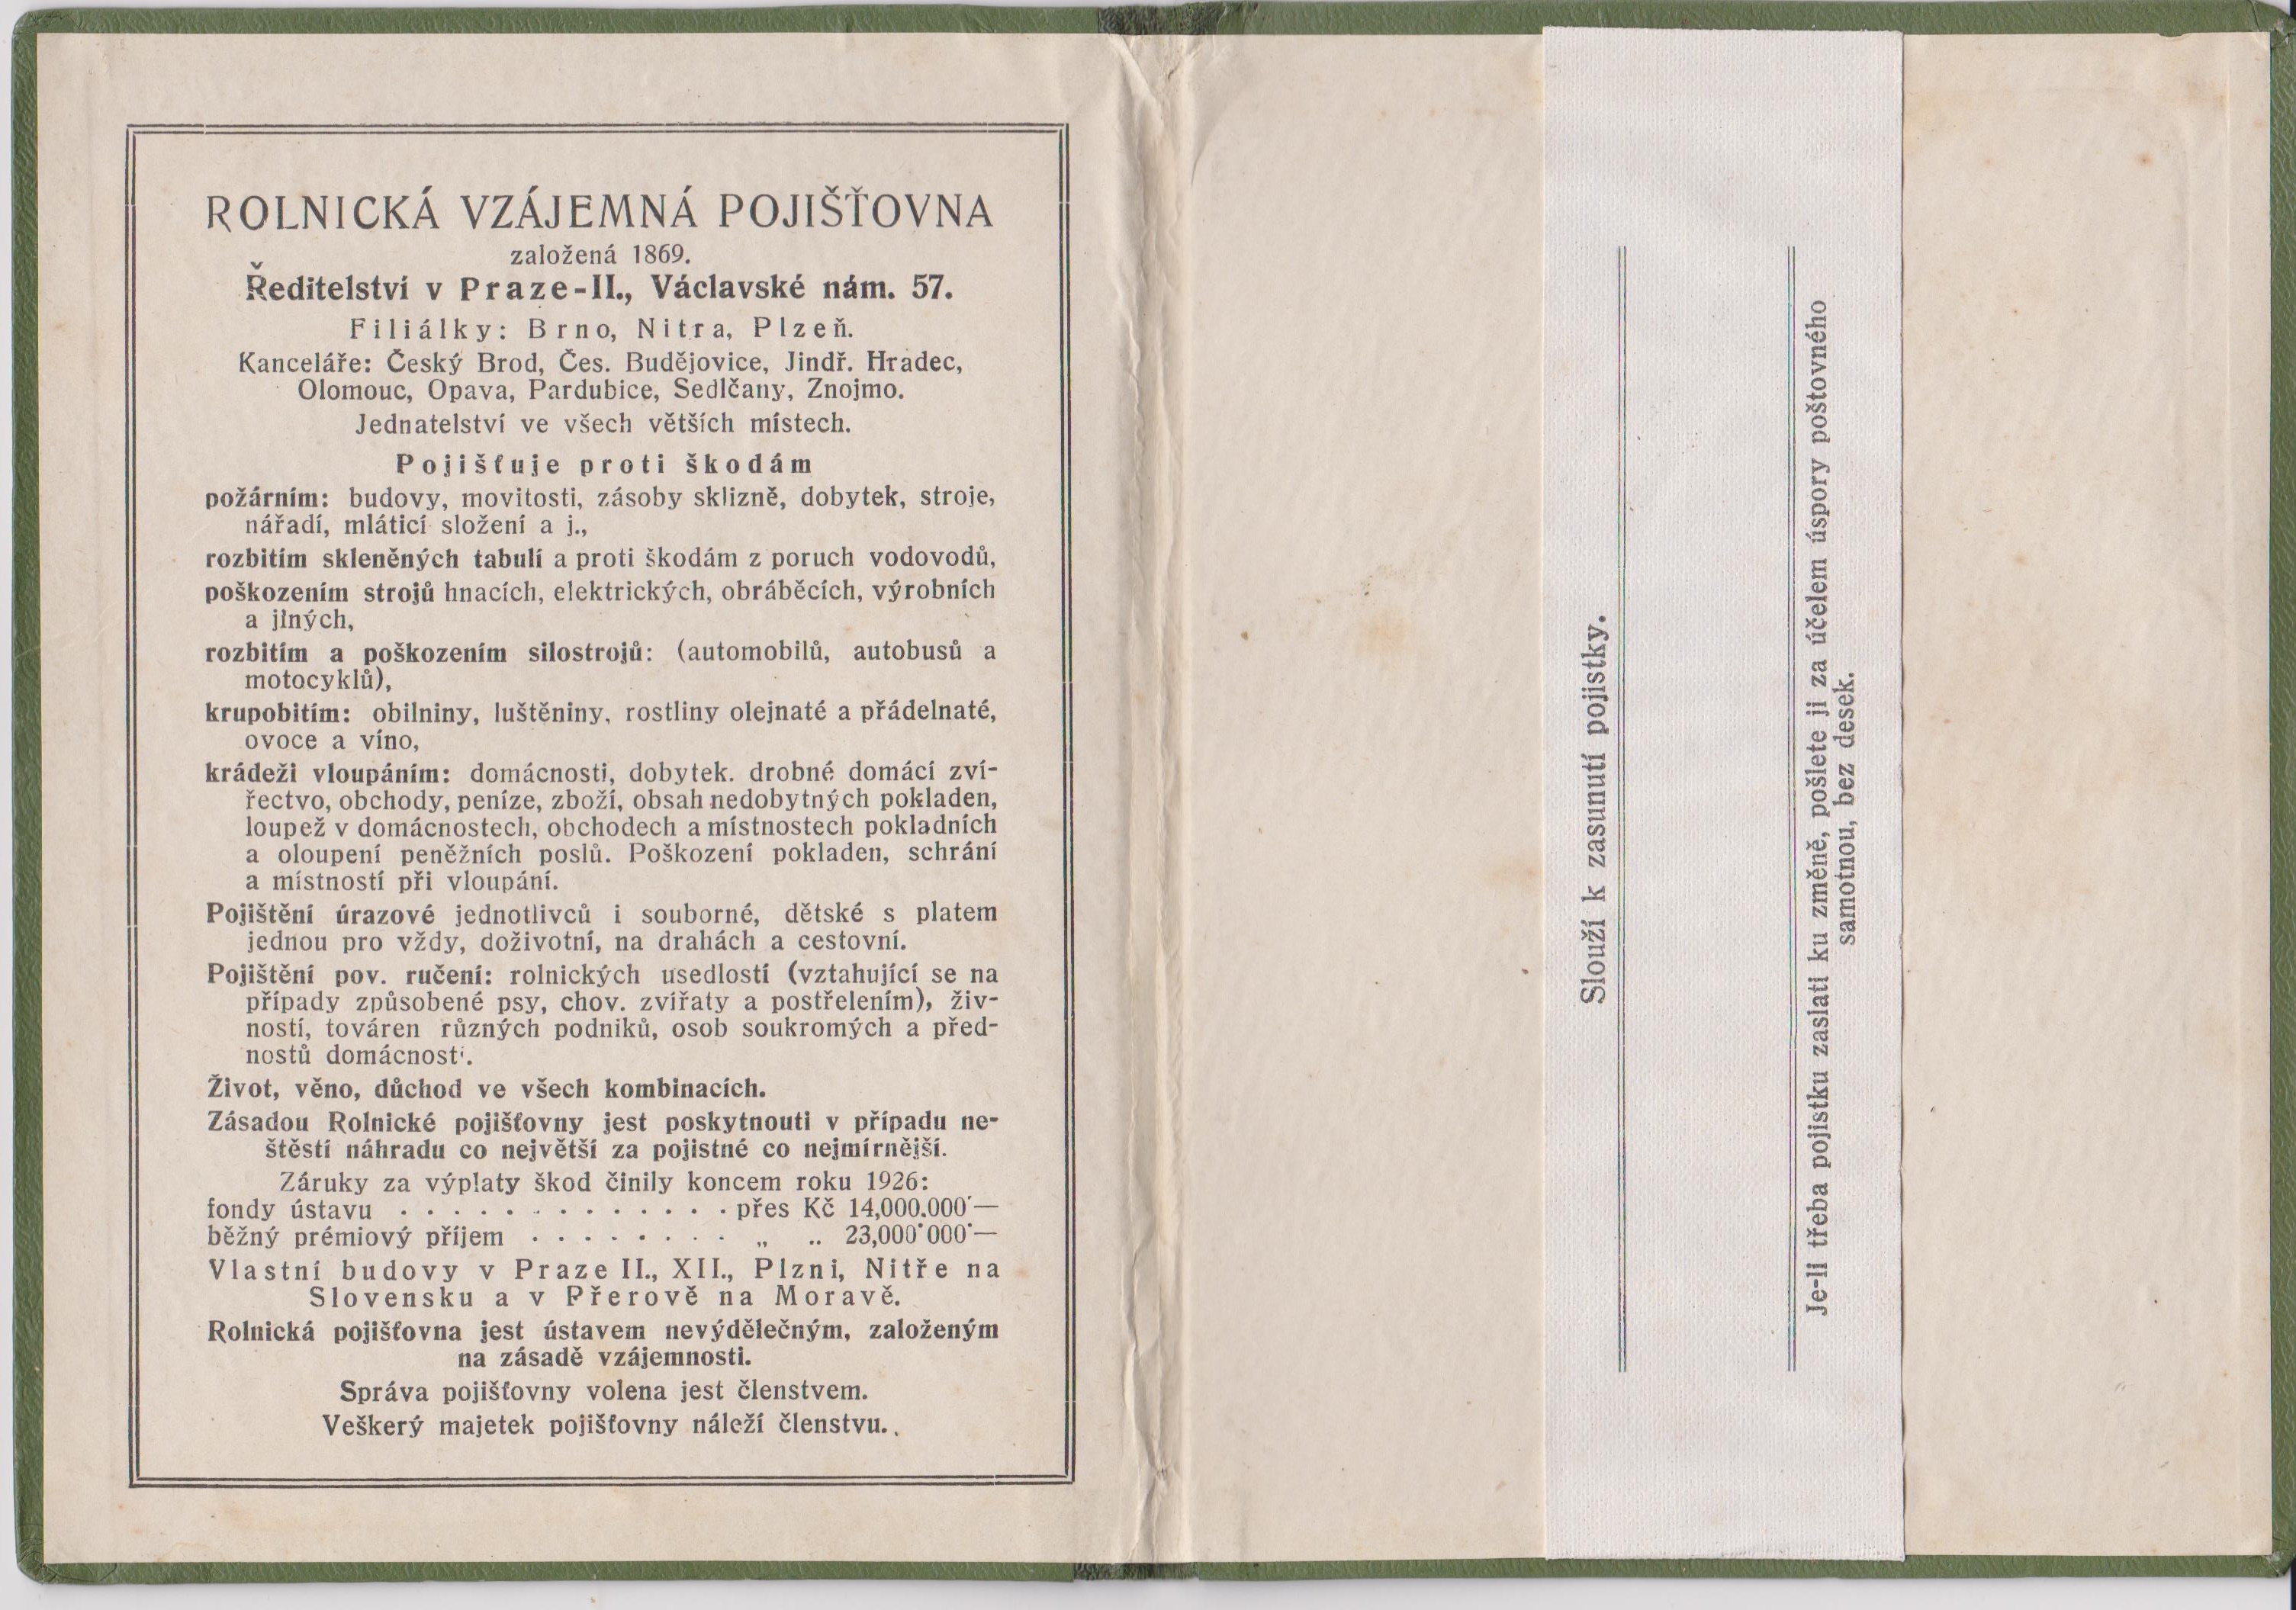 ROLNICKÁ VZÁJEMNÁ POJIŠŤOVNA
založená 1869.
Ředitelství v Praze-II., Václavské nám. 57.
Filiálky: Brno, Nitra, Plzeň.
Kanceláře: Český Brod, Čes. Budějovice, Jindř. Hradec,
Olomouc, Opava, Pardubice, Sedlčany, Znojmo.
Jednatelství ve všech větších místech.
Pojišťuje proti škodám
požárním: budovy, movitosti, zásoby sklizně, dobytek, stroje,
nářadí, mláticí složení a j.,
rozbitím skleněných tabulí a proti škodám z poruch vodovodů,
poškozením strojů hnacích, elektrických, obráběcích, výrobních
a jiných,
rozbitím a poškozením silostrojů: (automobilů, autobusů a
motocyklů),
krupobitím: obilniny, luštěniny, rostliny olejnaté a přádelnaté,
ovoce a víno,
krádeži vloupáním: domácnosti, dobytek. drobné domácí zví-
řectvo, obchody, peníze, zboží, obsah nedobytných pokladen,
loupež v domácnostech, obchodech a místnostech pokladních
a oloupení peněžních poslů. Poškození pokladen, schrání
a místností při vloupání.
Pojištění úrazové jednotlivců i souborné, dětské s platem
jednou pro vždy, doživotní, na drahách a cestovní.
Pojištění pov. ručení: rolnických usedlostí (vztahující se na
případy způsobené psy, chov. zvířaty a postřelením), živ-
ností, továren různých podniků, osob soukromých a před-
nostů domácnosti.
Život, věno, důchod ve všech kombinacích.
Zásadou Rolnické pojišťovny jest poskytnouti v případu ne-
štěstí náhradu co největší za pojistné co nejmírnější.
Záruky za výplaty škod činily koncem roku 1926:
fondy ústavu . . . . . . . . . . . . . přes Kč 14,000.000˙—
běžný prémiový příjem . . . . . . . . „ .. 23,000˙000˙—
Vlastní budovy v Praze II., XII., Plzni, Nitře na
Slovensku a v Přerově na Moravě.
Rolnická pojišťovna jest ústavem nevýdělečným, založeným
na zásadě vzájemnosti.
Správa pojišťovny volena jest členstvem.
Veškerý majetek pojišťovny náleží členstvu..
Slouží k zasunutí pojistky.
Je-li třeba pojistku zaslati ku změně, pošlete ji za účelem úspory poštovného
samotnou, bez desek.